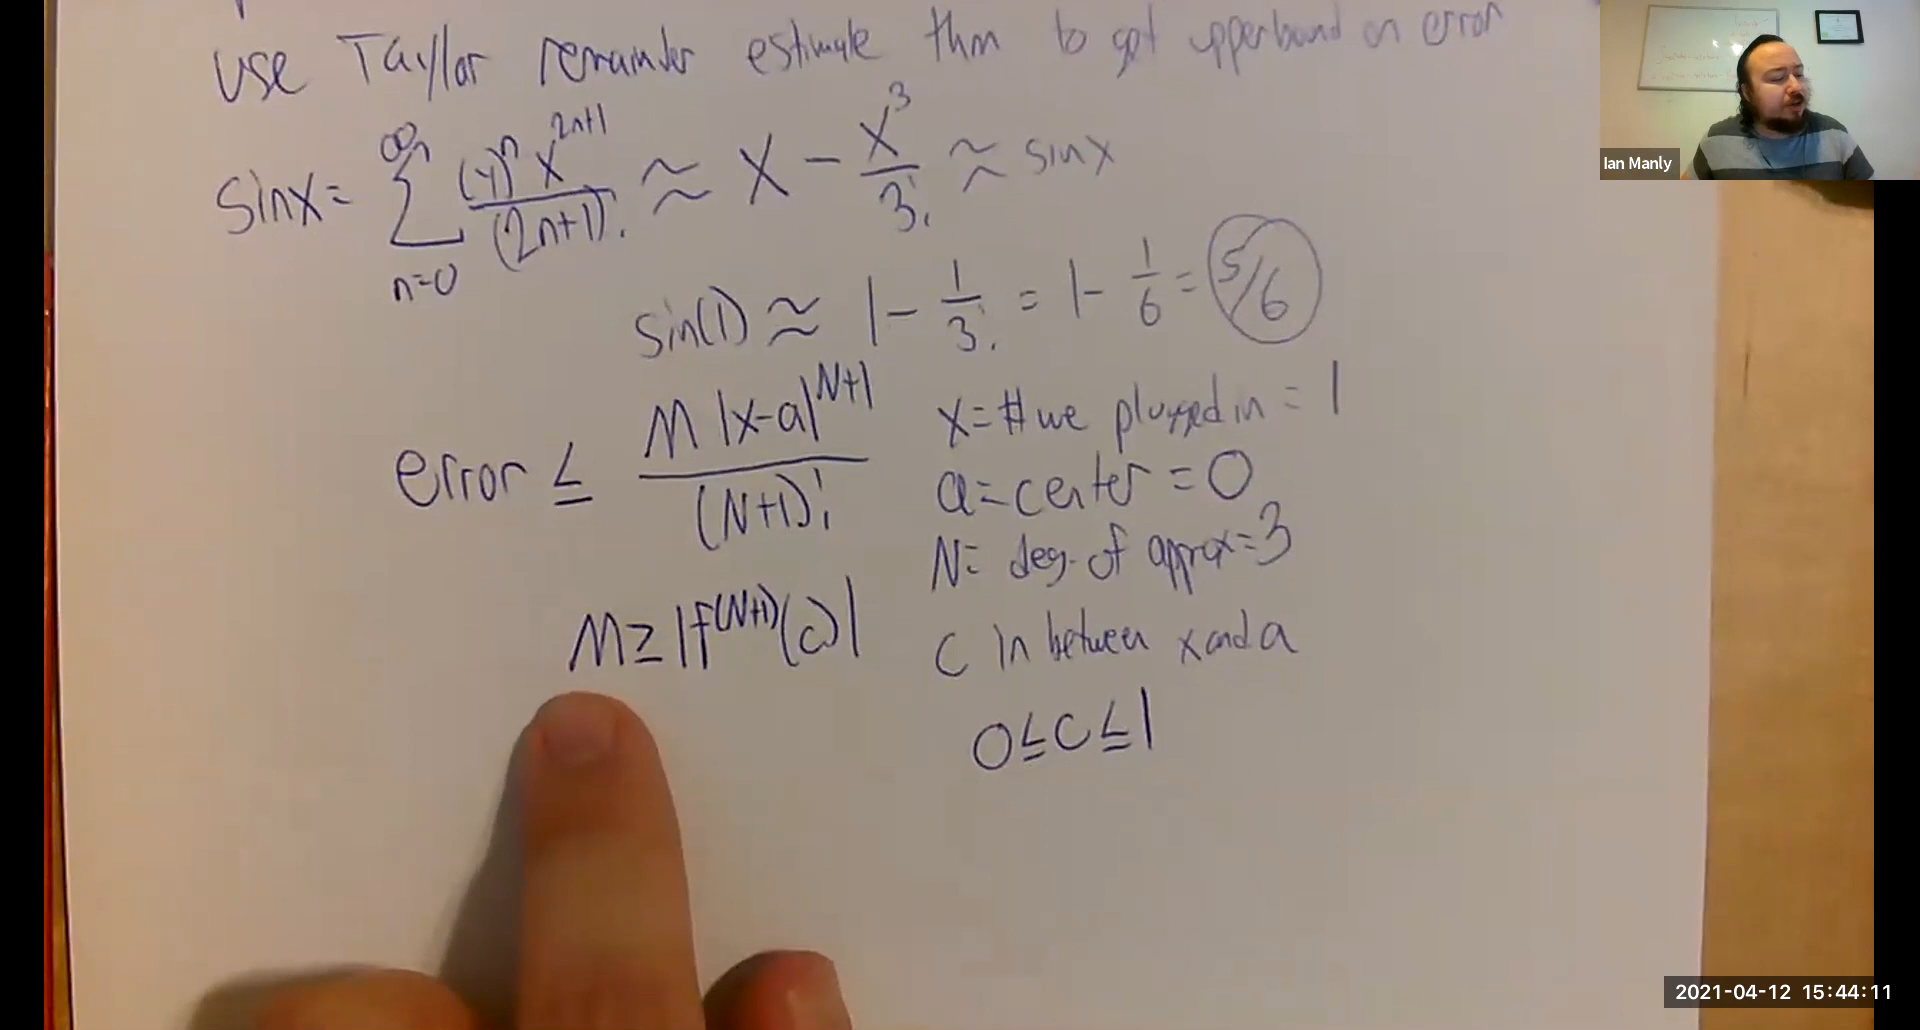 use Taylor remainder estimate thm to get upperbound on error
sinx = ∞ Σ n=0 (-1)^n x^{2n+1} / (2n+1)! ≈ x - x^3/3! ≈ sinx
sin(1) ≈ 1 - 1/3! = 1 - 1/6 = 5/6
error ≤ M |x-a|^{N+1} / (N+1)!
x = # we plugged in = 1
a = center = 0
N = deg. of approx = 3
M ≥ |f^{(N+1)}(c)|
c in between x and a
0 ≤ c ≤ 1
Ian Manly
2021-04-12 15:44:11